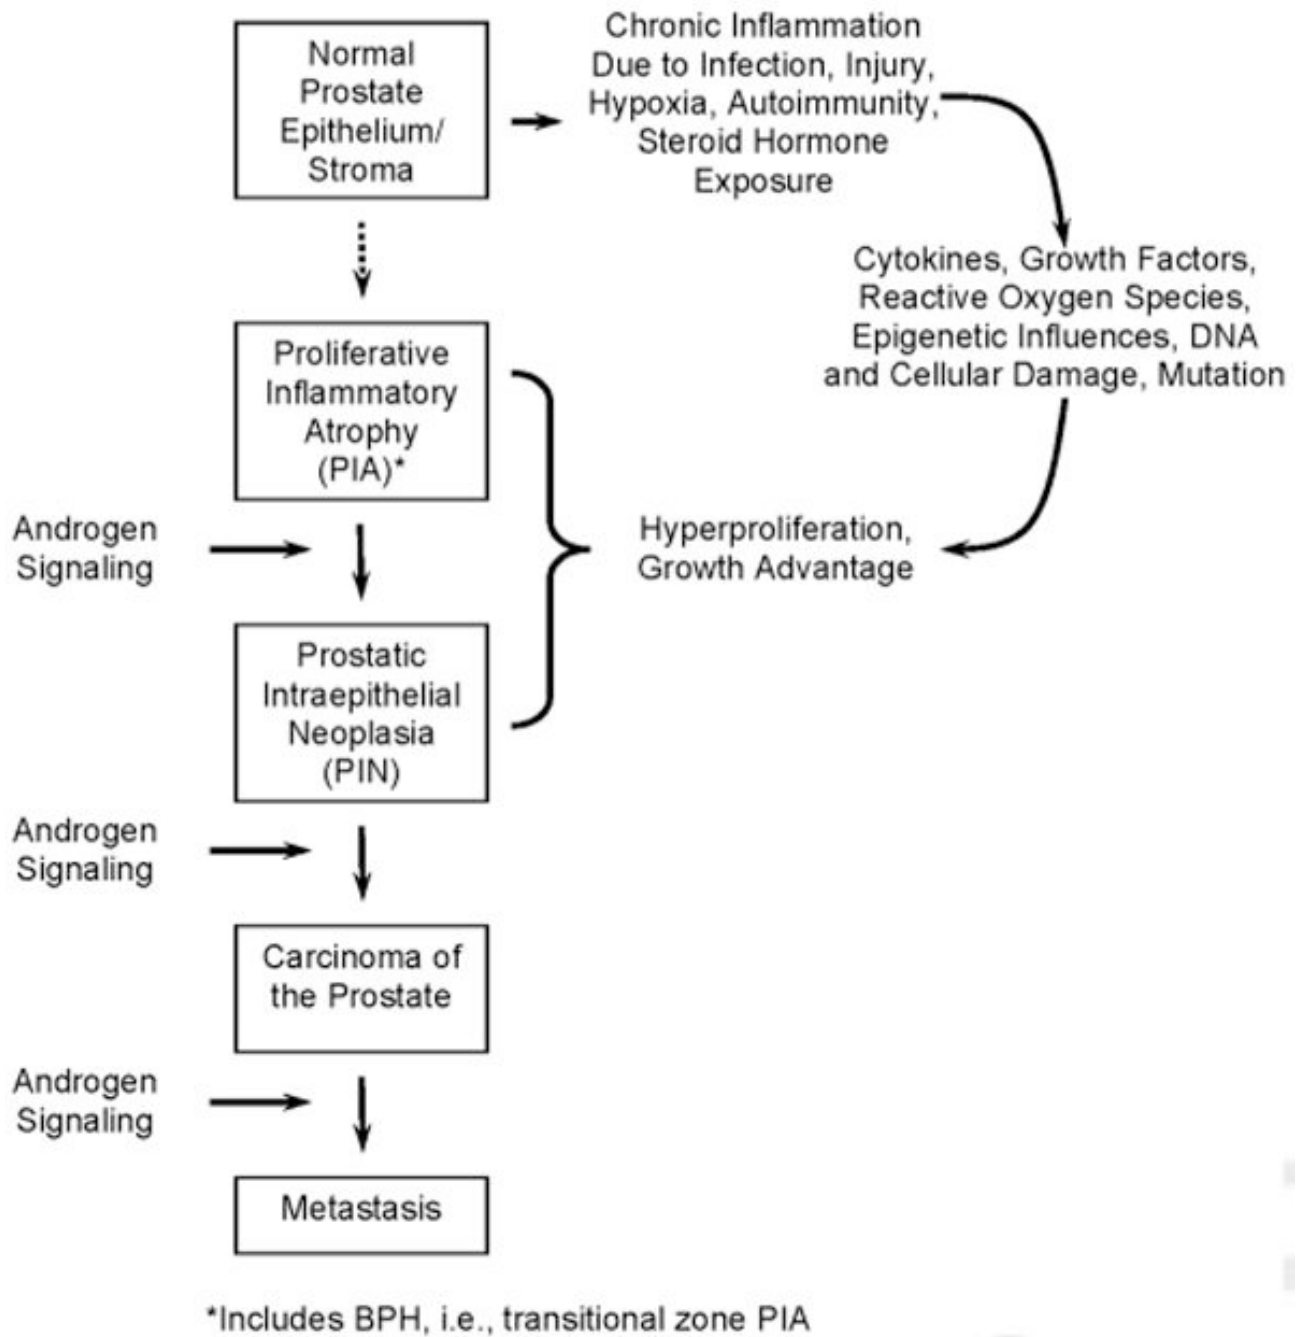 Normal
Prostate
Epithelium/
Stroma
Chronic Inflammation
Due to Infection, Injury,
Hypoxia, Autoimmunity,
Steroid Hormone
Exposure
Cytokines, Growth Factors,
Reactive Oxygen Species,
Epigenetic Influences, DNA
and Cellular Damage, Mutation
Proliferative
Inflammatory
Atrophy
(PIA)*
Androgen
Signaling
Hyperproliferation,
Growth Advantage
Prostatic
Intraepithelial
Neoplasia
(PIN)
Androgen
Signaling
Carcinoma of
the Prostate
Androgen
Signaling
Metastasis
*Includes BPH, i.e., transitional zone PIA